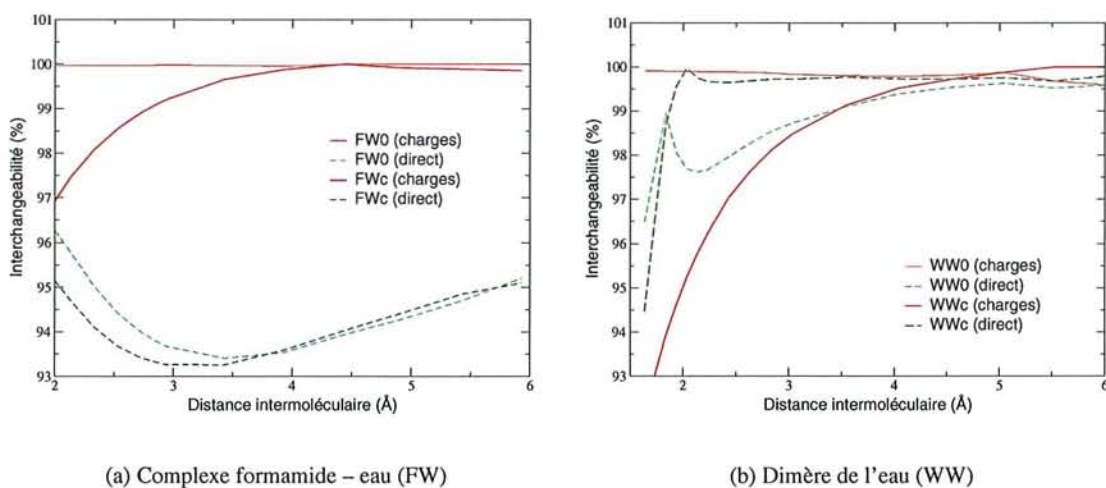 101
100
99
98
97
96
95
94
93
2
3
4
5
6
Interchangeabilité (%)
Distance intermoléculaire (Å)
FW0 (charges)
FW0 (direct)
FWc (charges)
FWc (direct)
(a) Complexe formamide – eau (FW)
101
100
99
98
97
96
95
94
93
2
3
4
5
6
Interchangeabilité (%)
Distance intermoléculaire (Å)
WW0 (charges)
WW0 (direct)
WWc (charges)
WWc (direct)
(b) Dimère de l'eau (WW)